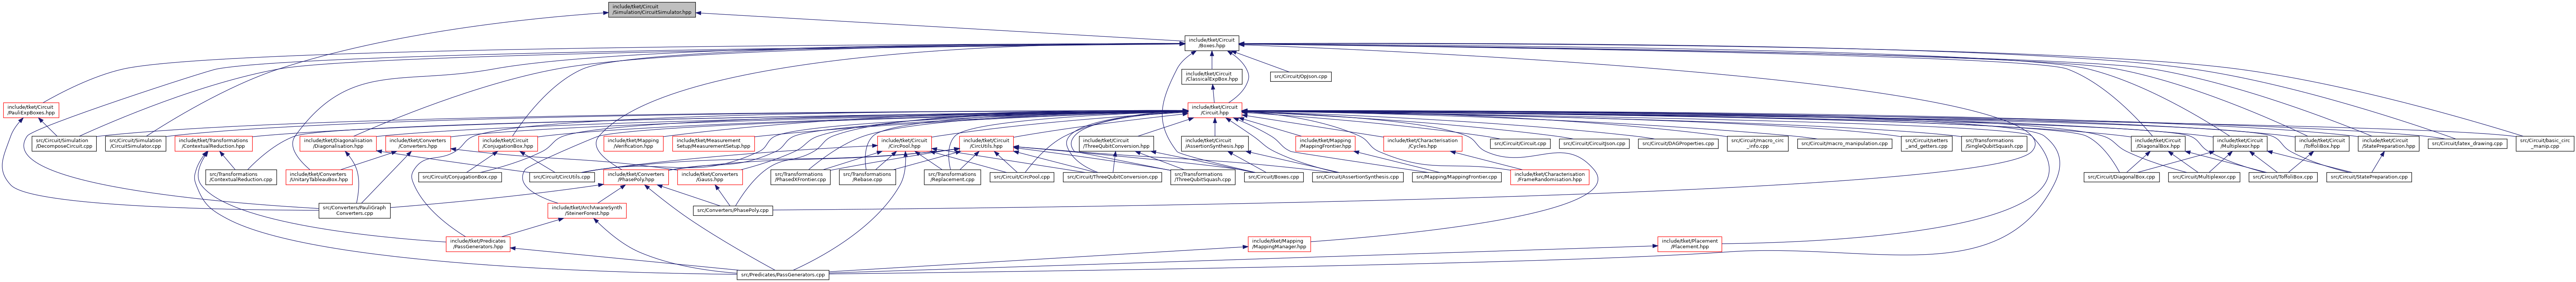 include/tket/Circuit
/Simulation/CircuitSimulator.hpp
include/tket/Circuit
/Boxes.hpp
include/tket/Circuit
/ClassicalExpBox.hpp
src/Circuit/OpJson.cpp
include/tket/Circuit
/PauliExpBoxes.hpp
include/tket/Circuit
/Circuit.hpp
src/Circuit/Simulation
/DecomposeCircuit.cpp
src/Circuit/Simulation
/CircuitSimulator.cpp
include/tket/Transformations
/ContextualReduction.hpp
include/tket/Diagonalisation
/Diagonalisation.hpp
include/tket/Converters
/Converters.hpp
include/tket/Circuit
/ConjugationBox.hpp
include/tket/Mapping
/Verification.hpp
include/tket/Measurement
Setup/MeasurementSetup.hpp
include/tket/Circuit
/CircPool.hpp
include/tket/Circuit
/CircUtils.hpp
include/tket/Circuit
/ThreeQubitConversion.hpp
include/tket/Circuit
/AssertionSynthesis.hpp
include/tket/Mapping
/MappingFrontier.hpp
include/tket/Characterisation
/Cycles.hpp
src/Circuit/Circuit.cpp
src/Circuit/CircuitJson.cpp
src/Circuit/DAGProperties.cpp
src/Circuit/macro_circ
_info.cpp
src/Circuit/macro_manipulation.cpp
src/Circuit/setters
_and_getters.cpp
src/Transformations
/SingleQubitSquash.cpp
include/tket/Circuit
/DiagonalBox.hpp
include/tket/Circuit
/Multiplexor.hpp
include/tket/Circuit
/ToffoliBox.hpp
include/tket/Circuit
/StatePreparation.hpp
src/Circuit/latex_drawing.cpp
src/Circuit/basic_circ
_manip.cpp
src/Transformations
/ContextualReduction.cpp
include/tket/Converters
/UnitaryTableauBox.hpp
src/Circuit/ConjugationBox.cpp
src/Circuit/CircUtils.cpp
include/tket/Converters
/PhasePoly.hpp
include/tket/Converters
/Gauss.hpp
src/Transformations
/PhasedXFrontier.cpp
src/Transformations
/Rebase.cpp
src/Transformations
/Replacement.cpp
src/Circuit/CircPool.cpp
src/Circuit/ThreeQubitConversion.cpp
src/Transformations
/ThreeQubitSquash.cpp
src/Circuit/Boxes.cpp
src/Circuit/AssertionSynthesis.cpp
src/Mapping/MappingFrontier.cpp
include/tket/Characterisation
/FrameRandomisation.hpp
src/Circuit/DiagonalBox.cpp
src/Circuit/Multiplexor.cpp
src/Circuit/ToffoliBox.cpp
src/Circuit/StatePreparation.cpp
src/Converters/PauliGraph
Converters.cpp
include/tket/ArchAwareSynth
/SteinerForest.hpp
src/Converters/PhasePoly.cpp
include/tket/Predicates
/PassGenerators.hpp
include/tket/Mapping
/MappingManager.hpp
include/tket/Placement
/Placement.hpp
src/Predicates/PassGenerators.cpp